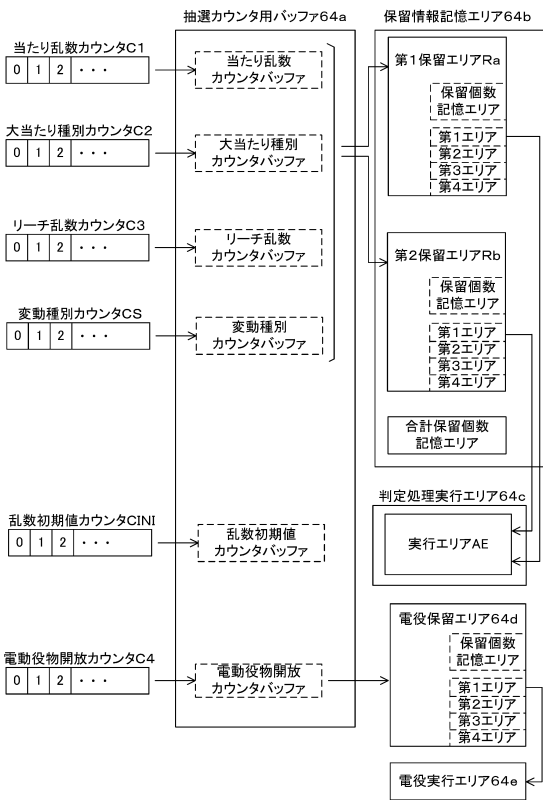 抽選カウンタ用バッファ64a
保留情報記憶エリア64b
当たり乱数カウンタC1
0 1 2 ・・・
当たり乱数
カウンタバッファ
大当たり種別カウンタC2
0 1 2 ・・・
大当たり種別
カウンタバッファ
リーチ乱数カウンタC3
0 1 2 ・・・
リーチ乱数
カウンタバッファ
変動種別カウンタCS
0 1 2 ・・・
変動種別
カウンタバッファ
乱数初期値カウンタCINI
0 1 2 ・・・
乱数初期値
カウンタバッファ
電動役物開放カウンタC4
0 1 2 ・・・
電動役物開放
カウンタバッファ
第1保留エリアRa
保留個数
記憶エリア
第1エリア
第2エリア
第3エリア
第4エリア
第2保留エリアRb
保留個数
記憶エリア
第1エリア
第2エリア
第3エリア
第4エリア
合計保留個数
記憶エリア
判定処理実行エリア64c
実行エリアAE
電役保留エリア64d
保留個数
記憶エリア
第1エリア
第2エリア
第3エリア
第4エリア
電役実行エリア64e